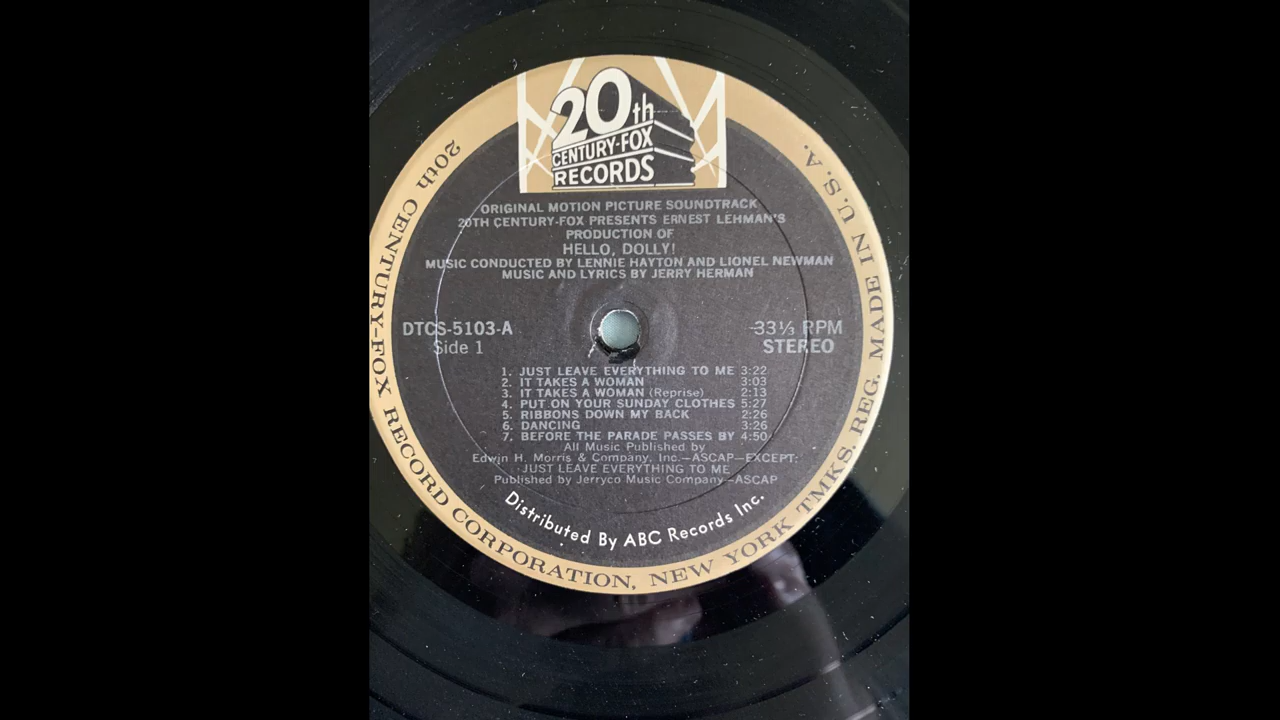 20th
CENTURY-FOX
RECORDS
ORIGINAL MOTION PICTURE SOUNDTRACK
20TH CENTURY-FOX PRESENTS ERNEST LEHMAN'S
PRODUCTION OF
HELLO, DOLLY!
MUSIC CONDUCTED BY LENNIE HAYTON AND LIONEL NEWMAN
MUSIC AND LYRICS BY JERRY HERMAN
DTCS-5103-A
Side 1
33⅓ RPM
STEREO
1. JUST LEAVE EVERYTHING TO ME 3:22
2. IT TAKES A WOMAN 3:03
3. IT TAKES A WOMAN (Reprise) 2:13
4. PUT ON YOUR SUNDAY CLOTHES 5:27
5. RIBBONS DOWN MY BACK 2:26
6. DANCING 3:26
7. BEFORE THE PARADE PASSES BY 4:50
All Music Published by
Edwin H. Morris & Company, Inc.—ASCAP—EXCEPT:
JUST LEAVE EVERYTHING TO ME
Published by Jerryco Music Company—ASCAP
Distributed By ABC Records Inc.
20th CENTURY-FOX RECORD CORPORATION, NEW YORK TMKS. REG. MADE IN U.S.A.